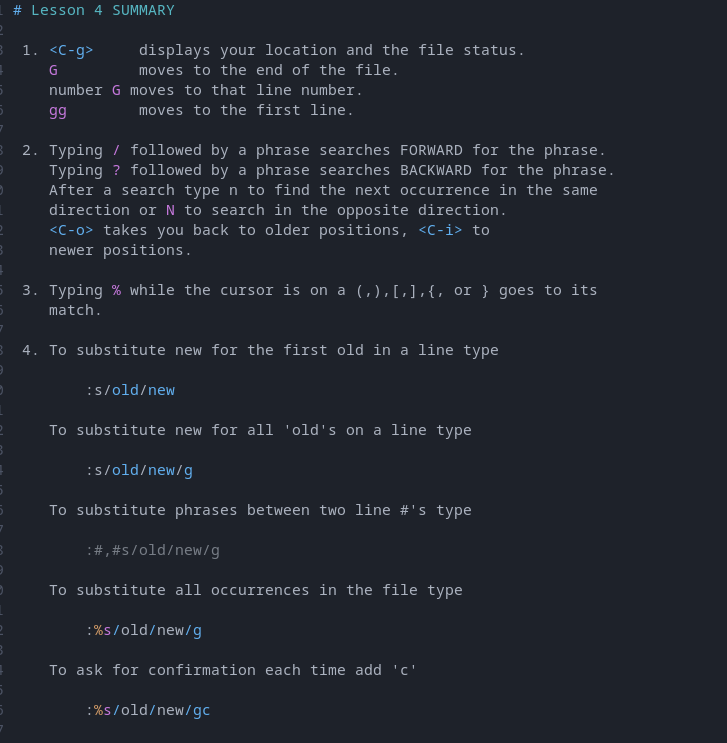 # Lesson 4 SUMMARY
1. <C-g>     displays your location and the file status.
G         moves to the end of the file.
number G moves to that line number.
gg        moves to the first line.
2. Typing / followed by a phrase searches FORWARD for the phrase.
Typing ? followed by a phrase searches BACKWARD for the phrase.
After a search type n to find the next occurrence in the same
direction or N to search in the opposite direction.
<C-o> takes you back to older positions, <C-i> to
newer positions.
3. Typing % while the cursor is on a (,),[,],{, or } goes to its
match.
4. To substitute new for the first old in a line type
:s/old/new
To substitute new for all 'old's on a line type
:s/old/new/g
To substitute phrases between two line #'s type
:#,#s/old/new/g
To substitute all occurrences in the file type
:%s/old/new/g
To ask for confirmation each time add 'c'
:%s/old/new/gc